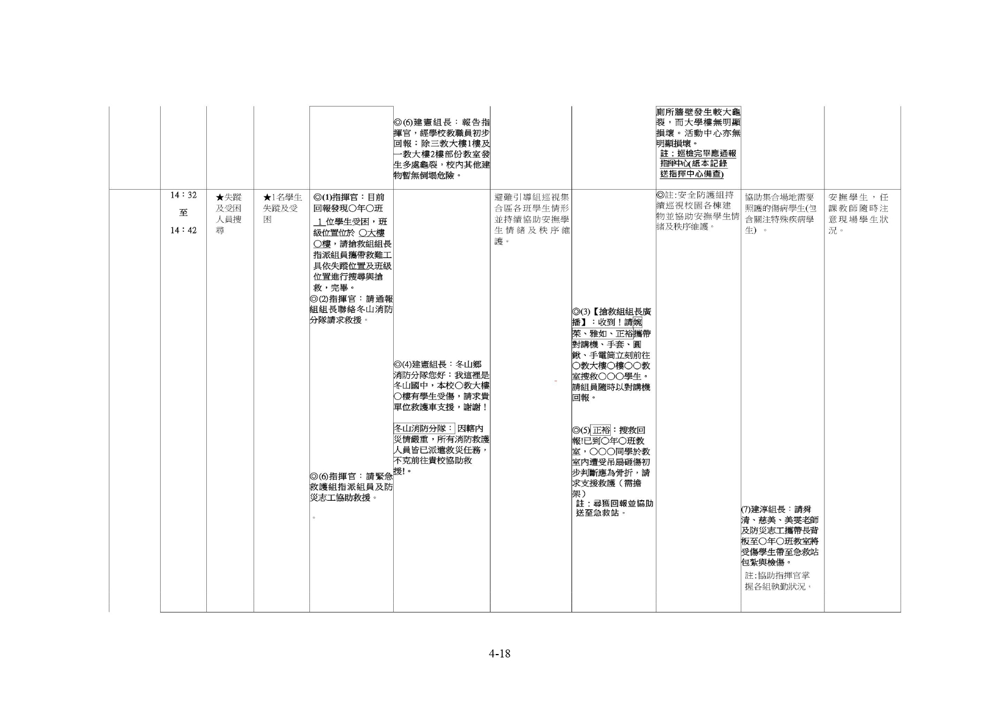 ◎(6)建憲組長：報告指
揮官，經學校教職員初步
回報：除三教大樓1樓及
一教大樓2樓部份教室發
生多處龜裂，校內其他建
物暫無倒塌危險。
廁所牆壁發生較大龜
裂，而大學樓無明顯
損壞。活動中心亦無
明顯損壞。
註：巡檢完畢應通報
指揮中心(紙本記錄
送指揮中心備查)
14：32
至
14：42
★失蹤
及受困
人員搜
尋
★1名學生
失蹤及受
困
◎(1)指揮官：目前
回報發現○年○班
1 位學生受困，班
級位置位於 ○大樓
○樓，請搶救組組長
指派組員攜帶救難工
具依失蹤位置及班級
位置進行搜尋與搶
救，完畢。
◎(2)指揮官：請通報
組組長聯絡冬山消防
分隊請求救援。
◎(6)指揮官：請緊急
救護組指派組員及防
災志工協助救援。
。
◎(4)建憲組長：冬山鄉
消防分隊您好：我這裡是
冬山國中，本校○教大樓
○樓有學生受傷，請求貴
單位救護車支援，謝謝！
冬山消防分隊：因轄內
災情嚴重，所有消防救護
人員皆已派遣救災任務，
不克前往貴校協助救
援!。
避難引導組巡視集
合區各班學生情形
並持續協助安撫學
生情緒及秩序維
護。
◎(3)【搶救組組長廣
播】：收到！請婉
茱、雅如、正裕攜帶
對講機、手套、圓
鍬、手電筒立刻前往
○教大樓○樓○○教
室搜救○○○學生。
請組員隨時以對講機
回報。
◎(5)正裕：搜救回
報!已到○年○班教
室，○○○同學於教
室內遭受吊扇砸傷初
步判斷應為骨折，請
求支援救護（需擔
架）
註：尋獲回報並協助
送至急救站。
◎註:安全防護組持
續巡視校園各棟建
物並協助安撫學生情
緒及秩序維護。
協助集合場地需要
照護的傷病學生(包
含關注特殊疾病學
生) 。
(7)建淳組長：請舜
清、慈美、美雯老師
及防災志工攜帶長背
板至○年○班教室將
受傷學生帶至急救站
包紮與檢傷。
註:協助指揮官掌
握各組執勤狀況。
安撫學生，任
課教師隨時注
意現場學生狀
況。
4-18